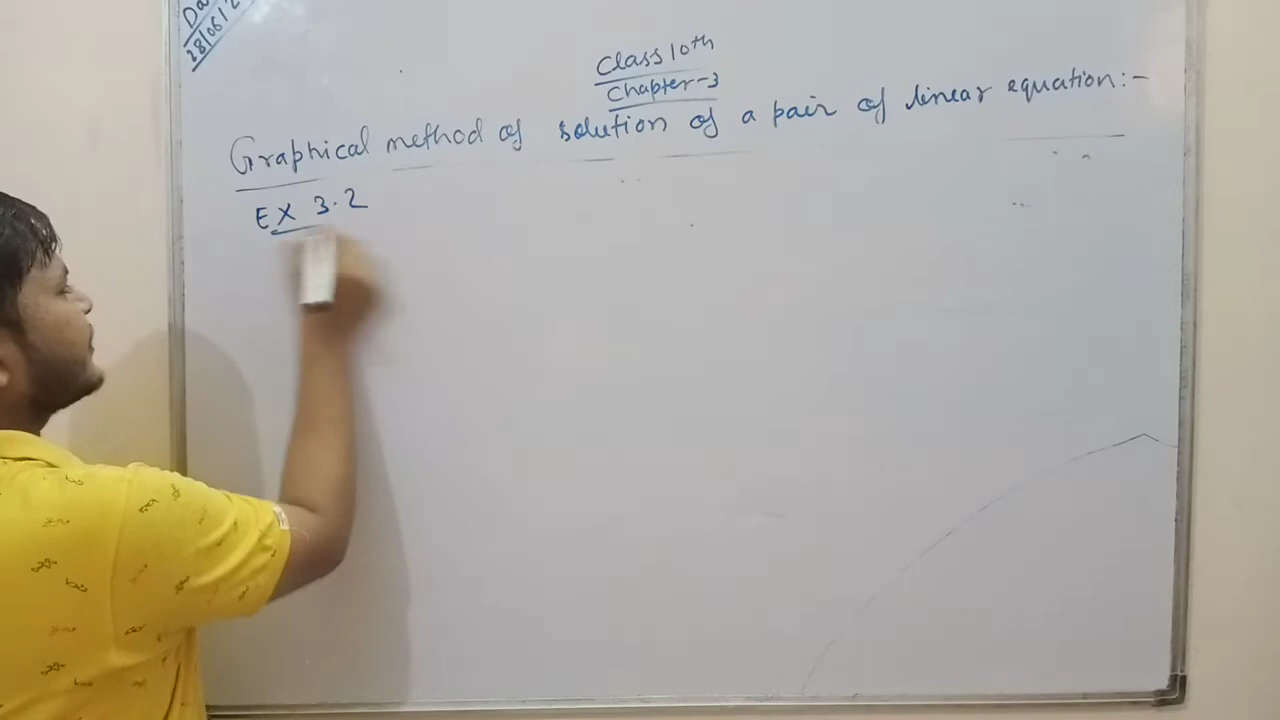 28/06/2
Class 10th
Chapter-3
Graphical method of solution of a pair of linear equation:-
EX 3.2